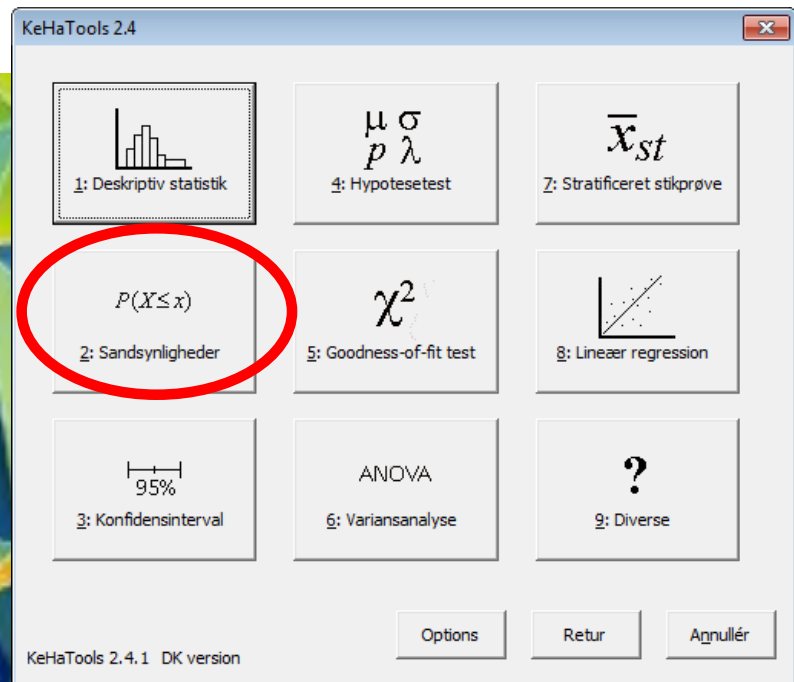 KeHaTools 2.4
1: Deskriptiv statistik
μ σ
p λ
4: Hypotesetest
x̅st
7: Stratificeret stikprøve
P(X≤x)
2: Sandsynligheder
χ²
5: Goodness-of-fit test
8: Lineær regression
95%
3: Konfidensinterval
ANOVA
6: Variansanalyse
?
9: Diverse
Options
Retur
Annullér
KeHaTools 2.4.1 DK version